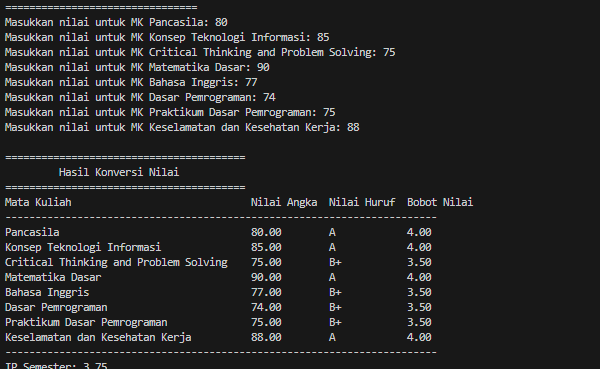 ================================
Masukkan nilai untuk MK Pancasila: 80
Masukkan nilai untuk MK Konsep Teknologi Informasi: 85
Masukkan nilai untuk MK Critical Thinking and Problem Solving: 75
Masukkan nilai untuk MK Matematika Dasar: 90
Masukkan nilai untuk MK Bahasa Inggris: 77
Masukkan nilai untuk MK Dasar Pemrograman: 74
Masukkan nilai untuk MK Praktikum Dasar Pemrograman: 75
Masukkan nilai untuk MK Keselamatan dan Kesehatan Kerja: 88
========================================
Hasil Konversi Nilai
========================================
Mata Kuliah Nilai Angka Nilai Huruf Bobot Nilai
------------------------------------------------------------------------
Pancasila 80.00 A 4.00
Konsep Teknologi Informasi 85.00 A 4.00
Critical Thinking and Problem Solving 75.00 B+ 3.50
Matematika Dasar 90.00 A 4.00
Bahasa Inggris 77.00 B+ 3.50
Dasar Pemrograman 74.00 B+ 3.50
Praktikum Dasar Pemrograman 75.00 B+ 3.50
Keselamatan dan Kesehatan Kerja 88.00 A 4.00
------------------------------------------------------------------------
IP Semester: 3.75